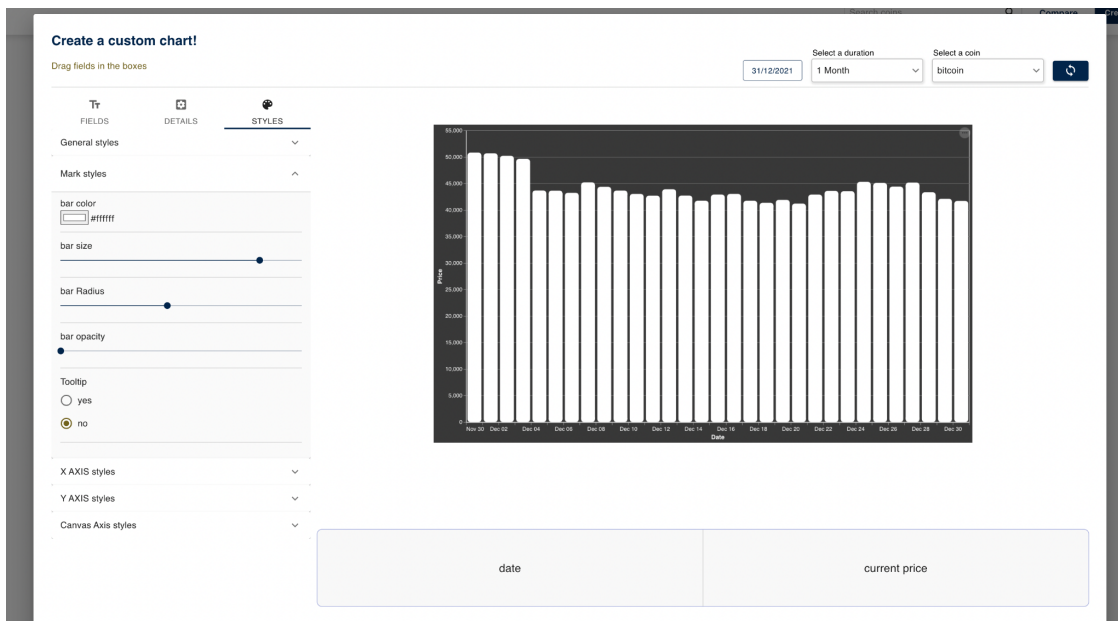 Search coins
Compare
Cre
Create a custom chart!
Drag fields in the boxes
31/12/2021
Select a duration
1 Month
Select a coin
bitcoin
FIELDS
DETAILS
STYLES
General styles
Mark styles
bar color
#ffffff
bar size
bar Radius
bar opacity
Tooltip
yes
no
X AXIS styles
Y AXIS styles
Canvas Axis styles
Price
55,000
50,000
45,000
40,000
35,000
30,000
25,000
20,000
15,000
10,000
5,000
0
Nov 30 Dec 02 Dec 04 Dec 06 Dec 08 Dec 10 Dec 12 Dec 14 Dec 16 Dec 18 Dec 20 Dec 22 Dec 24 Dec 26 Dec 28 Dec 30
Date
date
current price